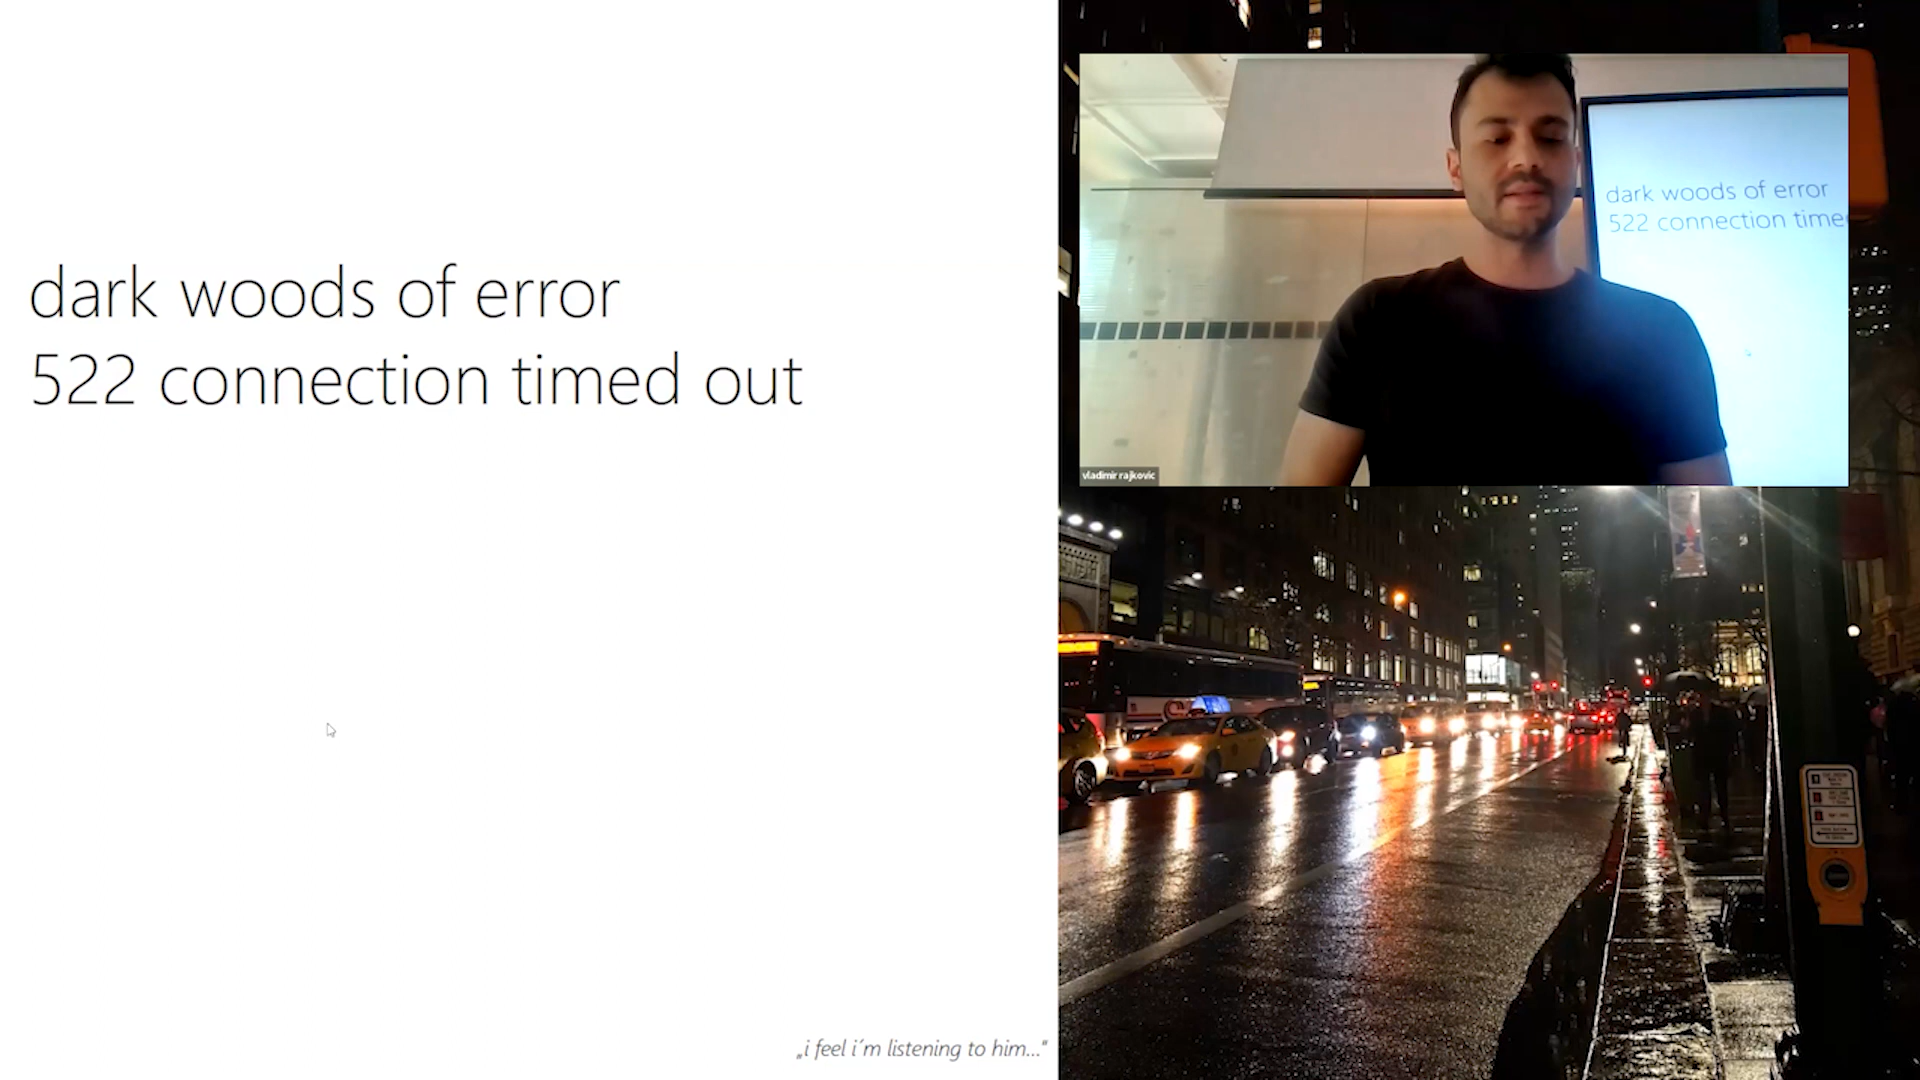 dark woods of error
522 connection timed out
„i feel i´m listening to him..."
dark woods of error
522 connection time
vladimir rajkovic